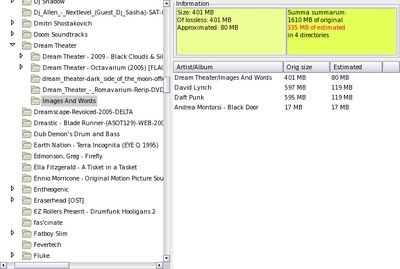 DJ Shadow
Dj_Allen_-_Nextlevel_(Guest_Dj_Sasha)-SAT-
Dmitri Shostakovich
Doom Soundtracks
Dream Theater
Dream Theater - 2009 - Black Clouds & Sil
Dream Theater - Octavarium (2005) [FLAC
dream_theater-dark_side_of_the_moon-offi
Dream_Theater_-_Romavarium-Rerip-DVD
Images And Words
Dreamscape-Revoiced-2005-DELTA
Dreastic - Blade Runner-(ASOT129)-WEB-200
Dub Demon's Drum and Bass
Earth Nation - Terra Incognita (EYE Q 1995)
Edmonson, Greg - Firefly
Ella Fitzgerald - A Tisket in a Tasket
Ennio Morricone - Original Motion Picture Sou
Entheogenic
Eraserhead [OST]
EZ Rollers Present - Drumfunk Hooligans 2
fas'cinate
Fatboy Slim
Fevertech
Fluke
Information
Size: 401 MB
Of lossless: 401 MB
Approximated: 80 MB
Summa summarum:
1610 MB of original
335 MB of estimated
in 4 directories
Artist/Album Orig size Estimated
Dream Theater/Images And Words 401 MB 80 MB
David Lynch 597 MB 119 MB
Daft Punk 595 MB 119 MB
Andrea Montorsi - Black Door 17 MB 17 MB